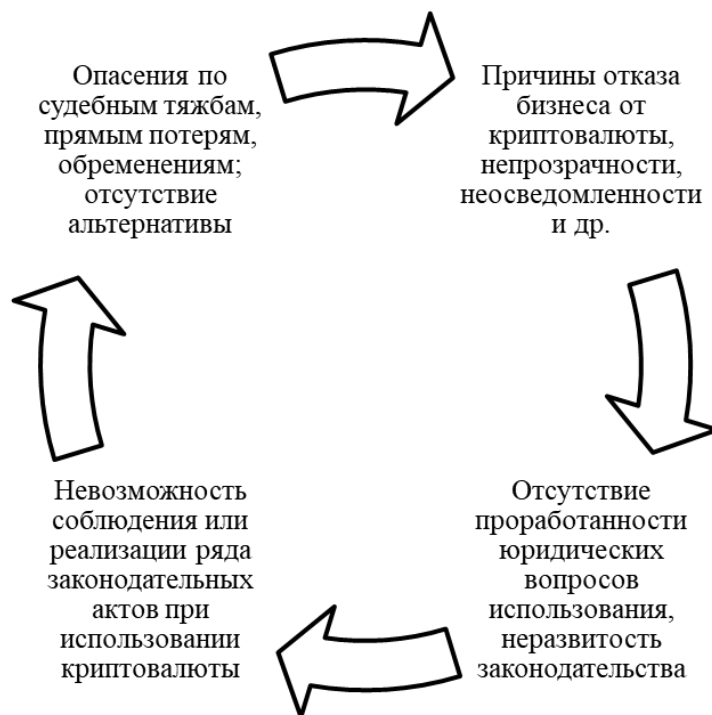 Опасения по
судебным тяжбам,
прямым потерям,
обременениям;
отсутствие
альтернативы
Причины отказа
бизнеса от
криптовалюты,
непрозрачности,
неосведомленности
и др.
Отсутствие
проработанности
юридических
вопросов
использования,
неразвитость
законодательства
Невозможность
соблюдения или
реализации ряда
законодательных
актов при
использовании
криптовалюты